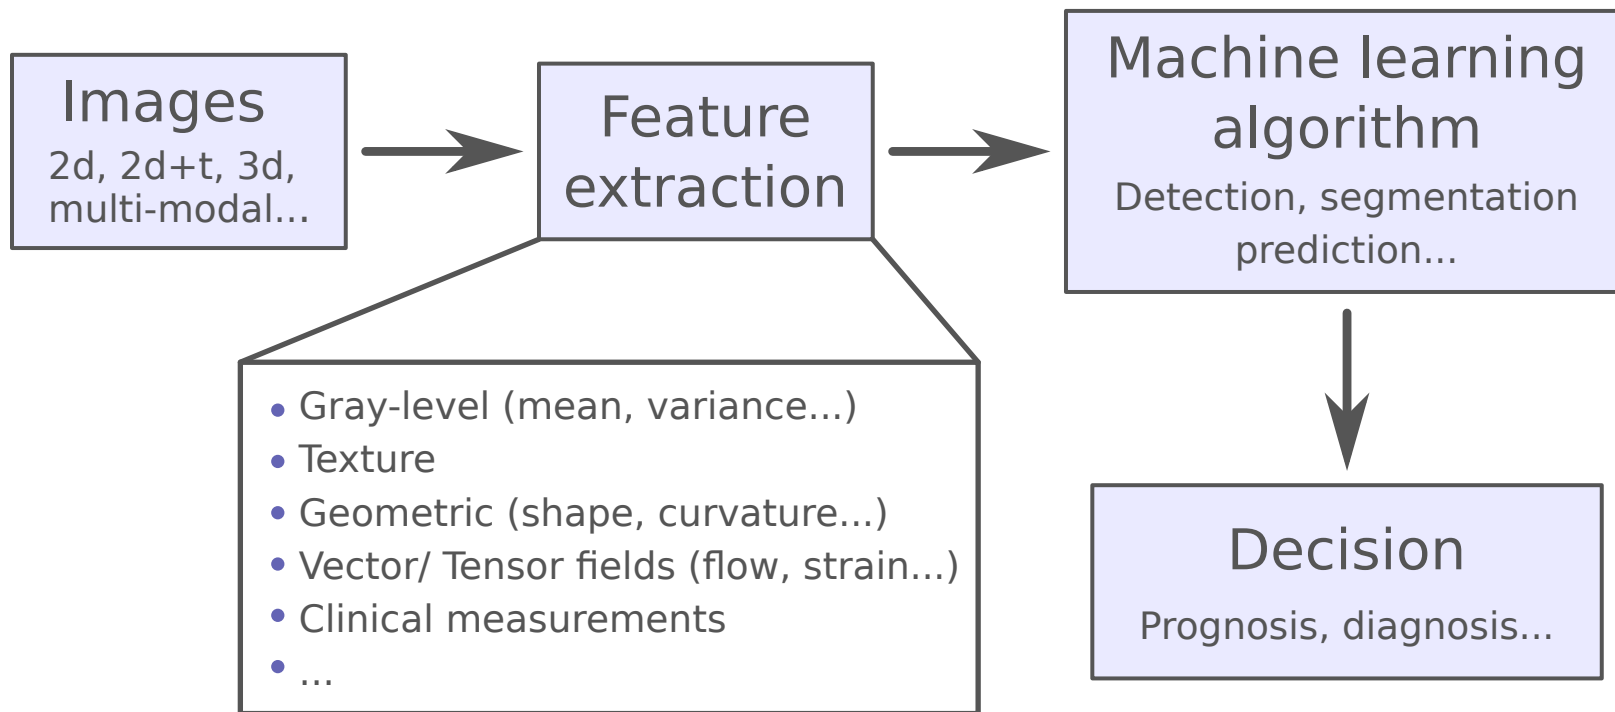 Images
2d, 2d+t, 3d,
multi-modal...
Feature
extraction
Machine learning
algorithm
Detection, segmentation
prediction...
• Gray-level (mean, variance...)
• Texture
• Geometric (shape, curvature...)
• Vector/ Tensor fields (flow, strain...)
• Clinical measurements
• ...
Decision
Prognosis, diagnosis...